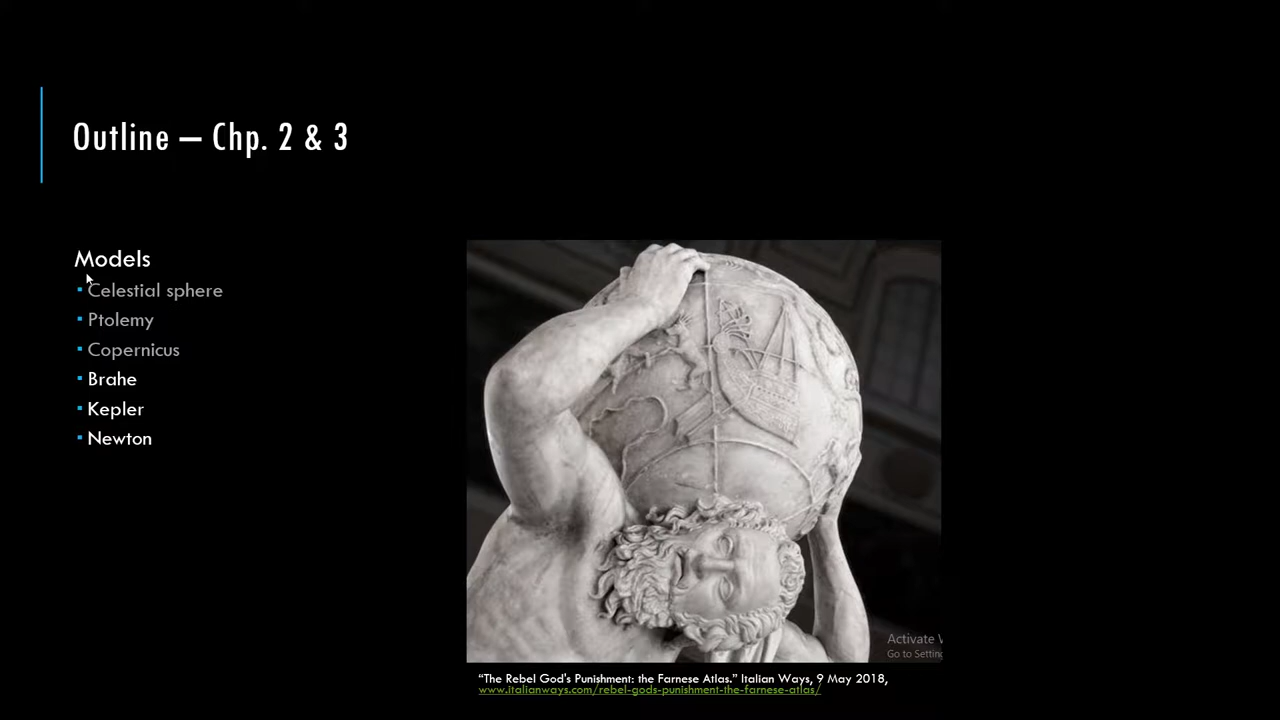 Outline – Chp. 2 & 3
Models
Celestial sphere
Ptolemy
Copernicus
Brahe
Kepler
Newton
Activate
Go to Settin
“The Rebel God's Punishment: the Farnese Atlas.” Italian Ways, 9 May 2018,
www.italianways.com/rebel-gods-punishment-the-farnese-atlas/